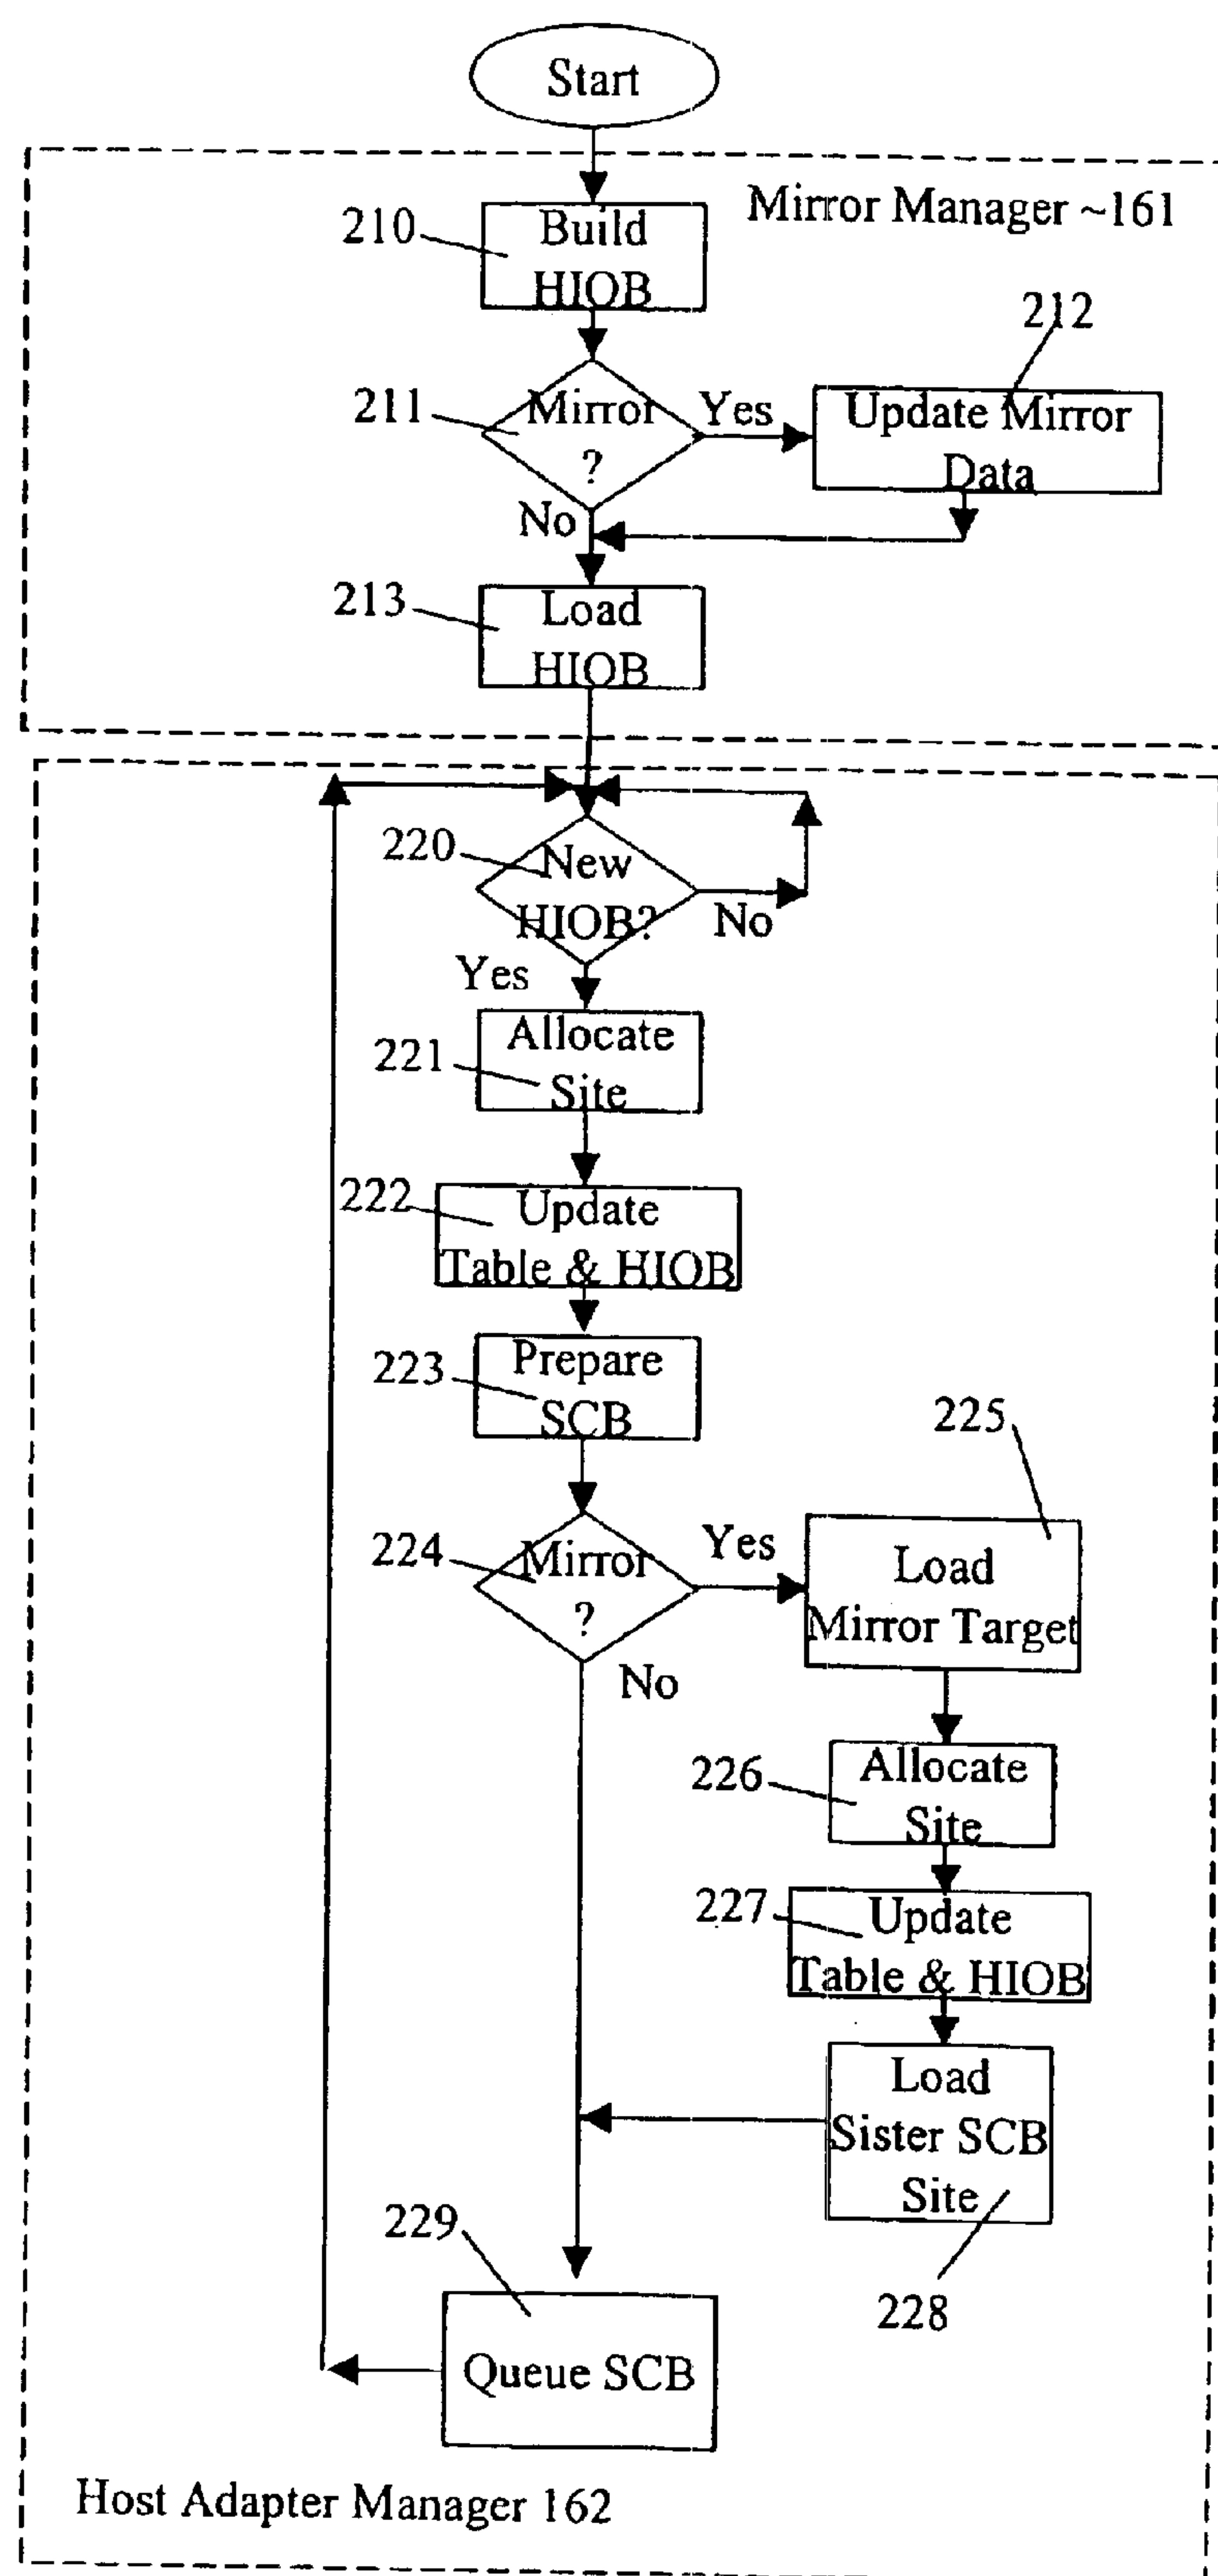 Start
Mirror Manager ~161
210
Build
HIOB
212
211
Mirror
?
Yes
Update Mirror
Data
No
213
Load
HIOB
220
New
HIOB?
No
Yes
221
Allocate
Site
222
Update
Table & HIOB
223
Prepare
SCB
225
224
Mirror
?
Yes
Load
Mirror Target
No
226
Allocate
Site
227
Update
Table & HIOB
Load
Sister SCB
Site
229
228
Queue SCB
Host Adapter Manager 162